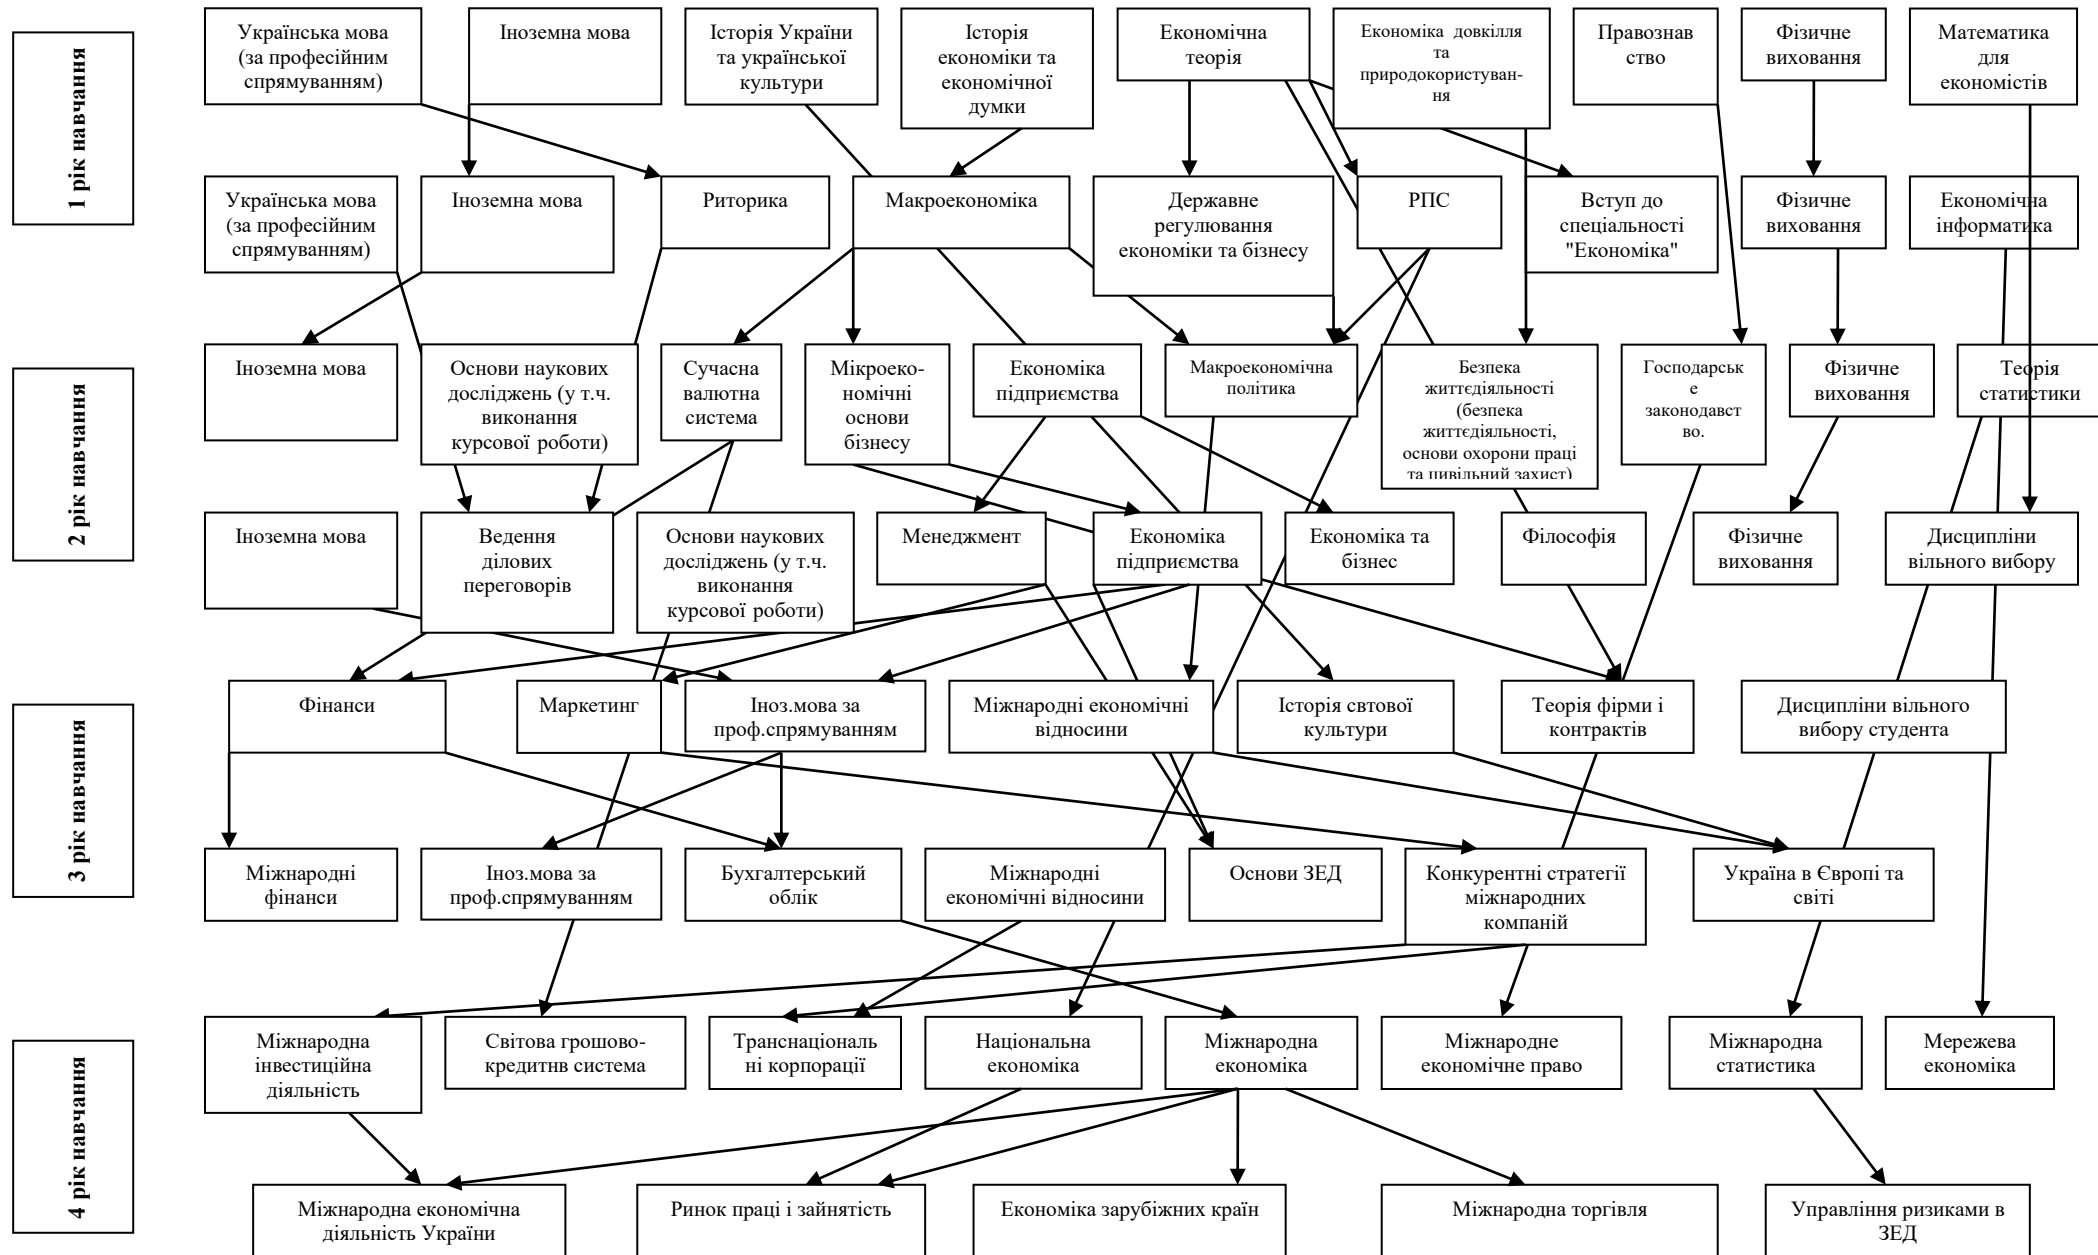 1 рік навчання
Українська мова
(за професійним
спрямуванням)
Іноземна мова
Історія України
та української
культури
Історія
економіки та
економічної
думки
Економічна
теорія
Економіка довкілля
та
природокористуван-
ня
Правознав
ство
Фізичне
виховання
Математика
для
економістів
Українська мова
(за професійним
спрямуванням)
Іноземна мова
Риторика
Макроекономіка
Державне
регулювання
економіки та бізнесу
РПС
Вступ до
спеціальності
"Економіка"
Фізичне
виховання
Економічна
інформатика
2 рік навчання
Іноземна мова
Основи наукових
досліджень (у т.ч.
виконання
курсової роботи)
Сучасна
валютна
система
Мікроеко-
номічні
основи
бізнесу
Економіка
підприємства
Макроекономічна
політика
Безпека
життєдіяльності
(безпека
життєдіяльності,
основи охорони праці
та цивільний захист)
Господарськ
е
законодавст
во.
Фізичне
виховання
Теорія
статистики
Іноземна мова
Ведення
ділових
переговорів
Основи наукових
досліджень (у т.ч.
виконання
курсової роботи)
Менеджмент
Економіка
підприємства
Економіка та
бізнес
Філософія
Фізичне
виховання
Дисципліни
вільного вибору
3 рік навчання
Фінанси
Маркетинг
Іноз.мова за
проф.спрямуванням
Міжнародні економічні
відносини
Історія свтової
культури
Теорія фірми і
контрактів
Дисципліни вільного
вибору студента
Міжнародні
фінанси
Іноз.мова за
проф.спрямуванням
Бухгалтерський
облік
Міжнародні
економічні відносини
Основи ЗЕД
Конкурентні стратегії
міжнародних
компаній
Україна в Європі та
світі
4 рік навчання
Міжнародна
інвестиційна
діяльність
Світова грошово-
кредитнв система
Транснаціональ
ні корпорації
Національна
економіка
Міжнародна
економіка
Міжнародне
економічне право
Міжнародна
статистика
Мережева
економіка
Міжнародна економічна
діяльність України
Ринок праці і зайнятість
Економіка зарубіжних країн
Міжнародна торгівля
Управління ризиками в
ЗЕД